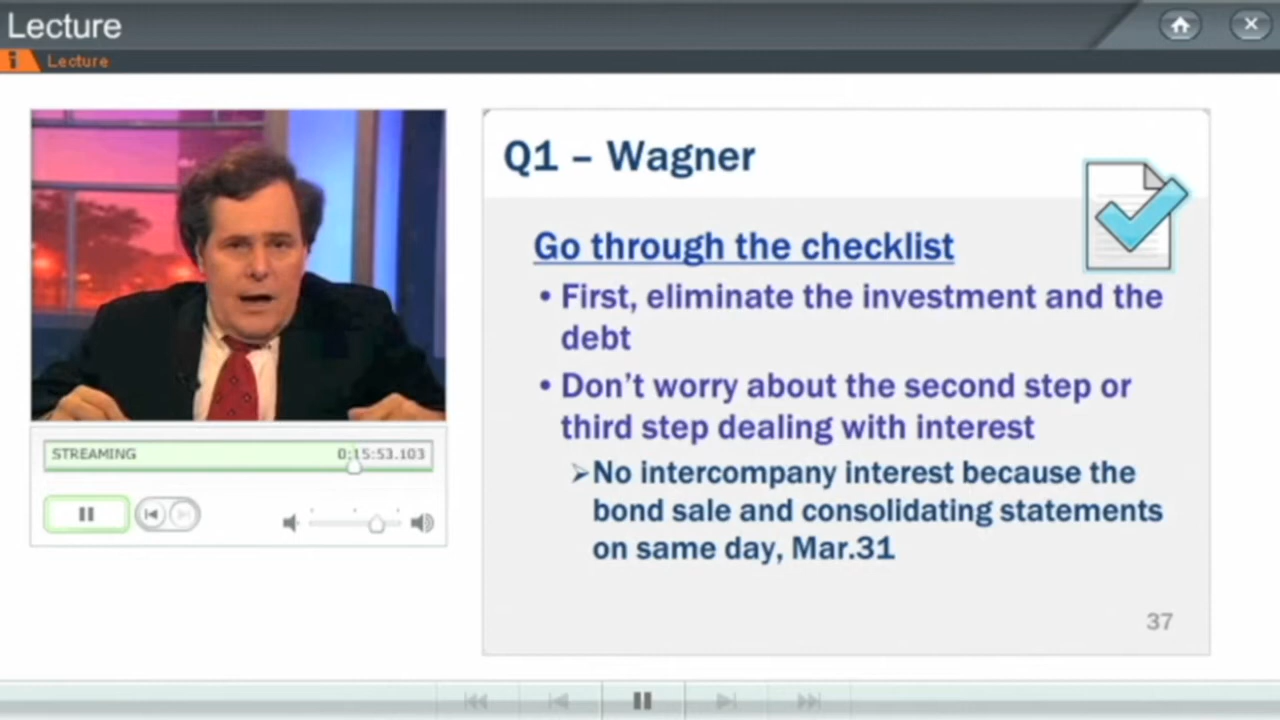 Lecture
i Lecture
Q1 – Wagner
Go through the checklist
• First, eliminate the investment and the
debt
• Don't worry about the second step or
third step dealing with interest
➢No intercompany interest because the
bond sale and consolidating statements
on same day, Mar.31
37
STREAMING 0:15:53.103